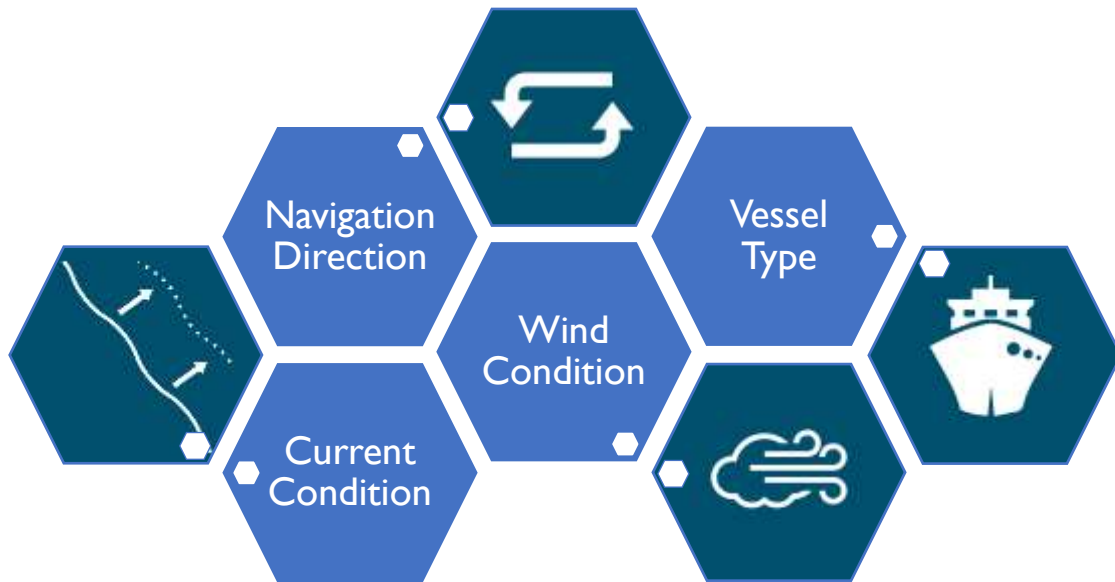 Navigation
Direction
Vessel
Type
Wind
Condition
Current
Condition